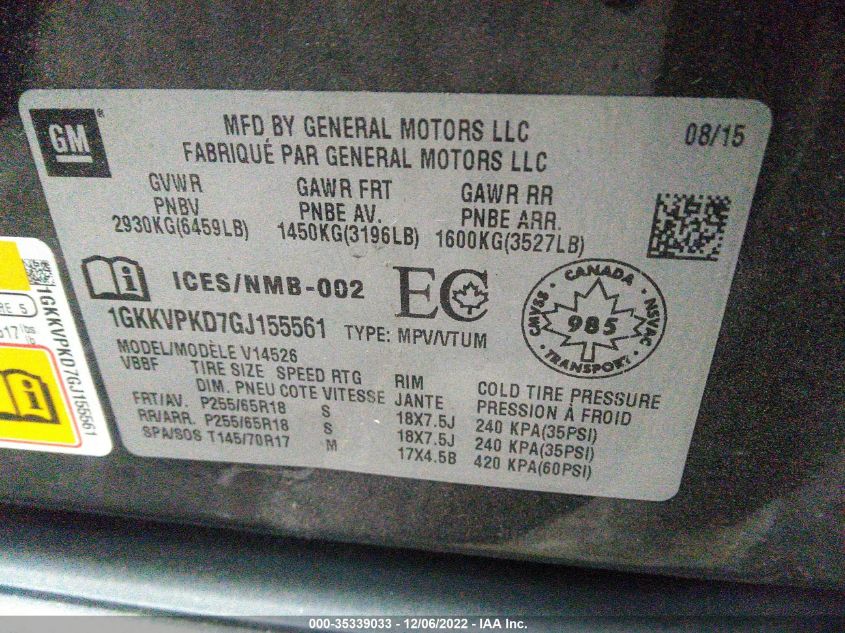 GM
MFD BY GENERAL MOTORS LLC
08/15
FABRIQUÉ PAR GENERAL MOTORS LLC
GVWR GAWR FRT GAWR RR
PNBV PNBE AV. PNBE ARR.
2930KG(6459LB) 1450KG(3196LB) 1600KG(3527LB)
ICES/NMB-002 EC
CANADA
CMVSS 985 NSVAC
TRANSPORT
1GKKVPKD7GJ155561 TYPE: MPV/VTUM
MODEL/MODÈLE V14526
VBBF TIRE SIZE SPEED RTG RIM COLD TIRE PRESSURE
DIM. PNEU COTE VITESSE JANTE PRESSION À FROID
FRT/AV. P255/65R18 S 18X7.5J 240 KPA(35PSI)
RR/ARR. P255/65R18 S 18X7.5J 240 KPA(35PSI)
SPA/SOS T145/70R17 M 17X4.5B 420 KPA(60PSI)
1GKKVPKD7GJ155561
000-35339033 - 12/06/2022 - IAA Inc.